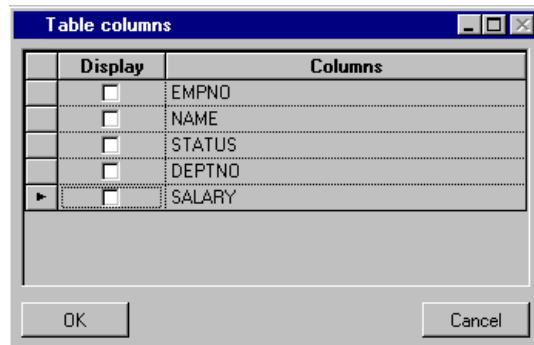 Table columns
Display Columns
EMPNO
NAME
STATUS
DEPTNO
SALARY
OK Cancel